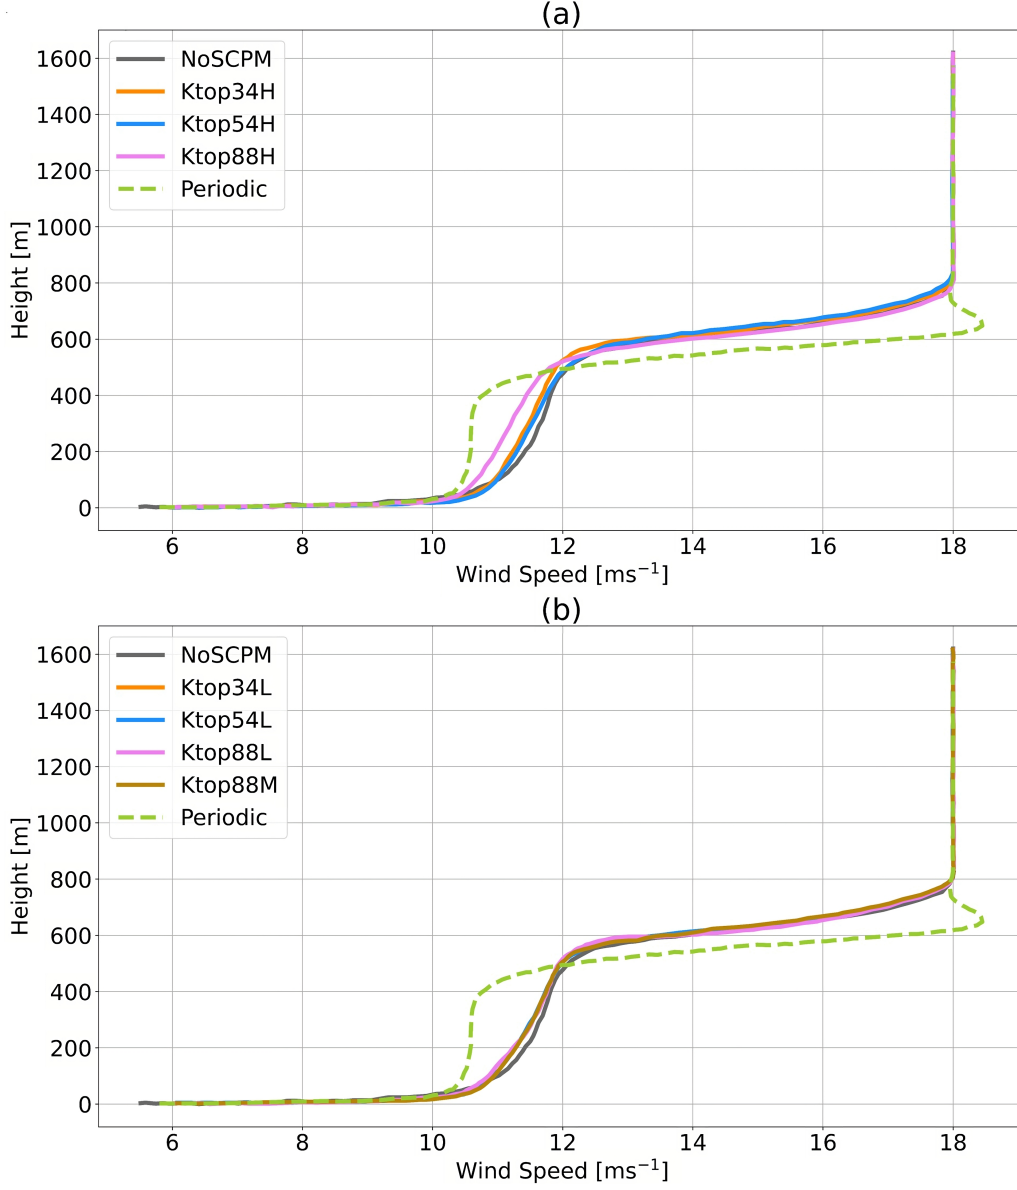 (a)
NoSCPM
Ktop34H
Ktop54H
Ktop88H
Periodic
1600
1400
1200
1000
800
600
400
200
0
Height [m]
6 8 10 12 14 16 18
Wind Speed [ms⁻¹]
(b)
NoSCPM
Ktop34L
Ktop54L
Ktop88L
Ktop88M
Periodic
1600
1400
1200
1000
800
600
400
200
0
Height [m]
6 8 10 12 14 16 18
Wind Speed [ms⁻¹]